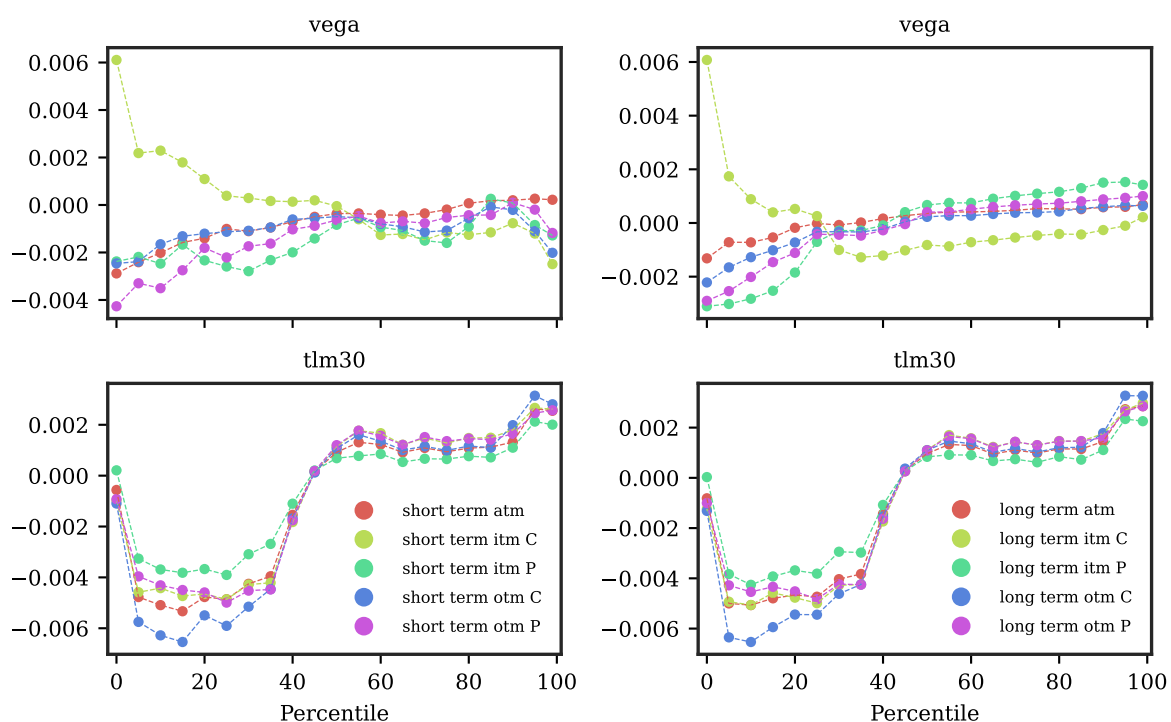 vega
vega
0.006
0.004
0.002
0.000
−0.002
−0.004
0.006
0.004
0.002
0.000
−0.002
tlm30
tlm30
0.002
0.000
−0.002
−0.004
−0.006
short term atm
short term itm C
short term itm P
short term otm C
short term otm P
0 20 40 60 80 100
Percentile
0.002
0.000
−0.002
−0.004
−0.006
long term atm
long term itm C
long term itm P
long term otm C
long term otm P
0 20 40 60 80 100
Percentile